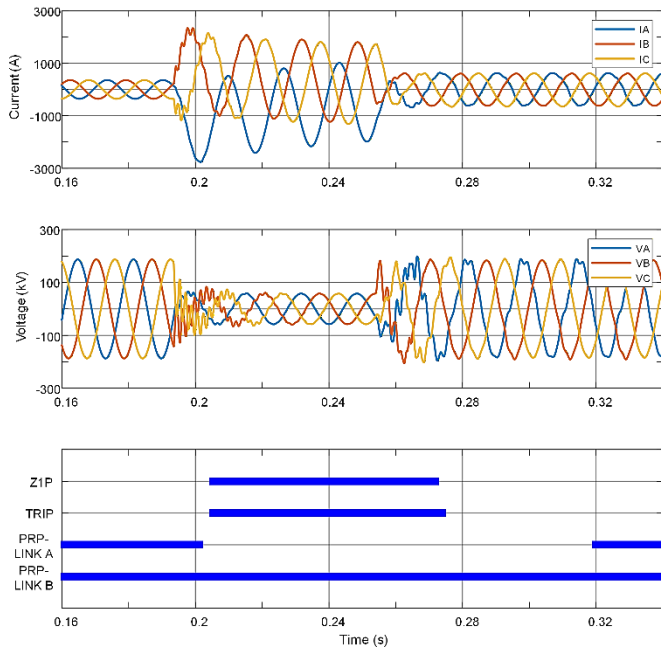 3000
1000
-1000
-3000
Current (A)
IA
IB
IC
0.16
0.2
0.24
0.28
0.32
300
100
-100
-300
Voltage (kV)
VA
VB
VC
0.16
0.2
0.24
0.28
0.32
Z1P
TRIP
PRP-
LINK A
PRP-
LINK B
0.16
0.2
0.24
0.28
0.32
Time (s)